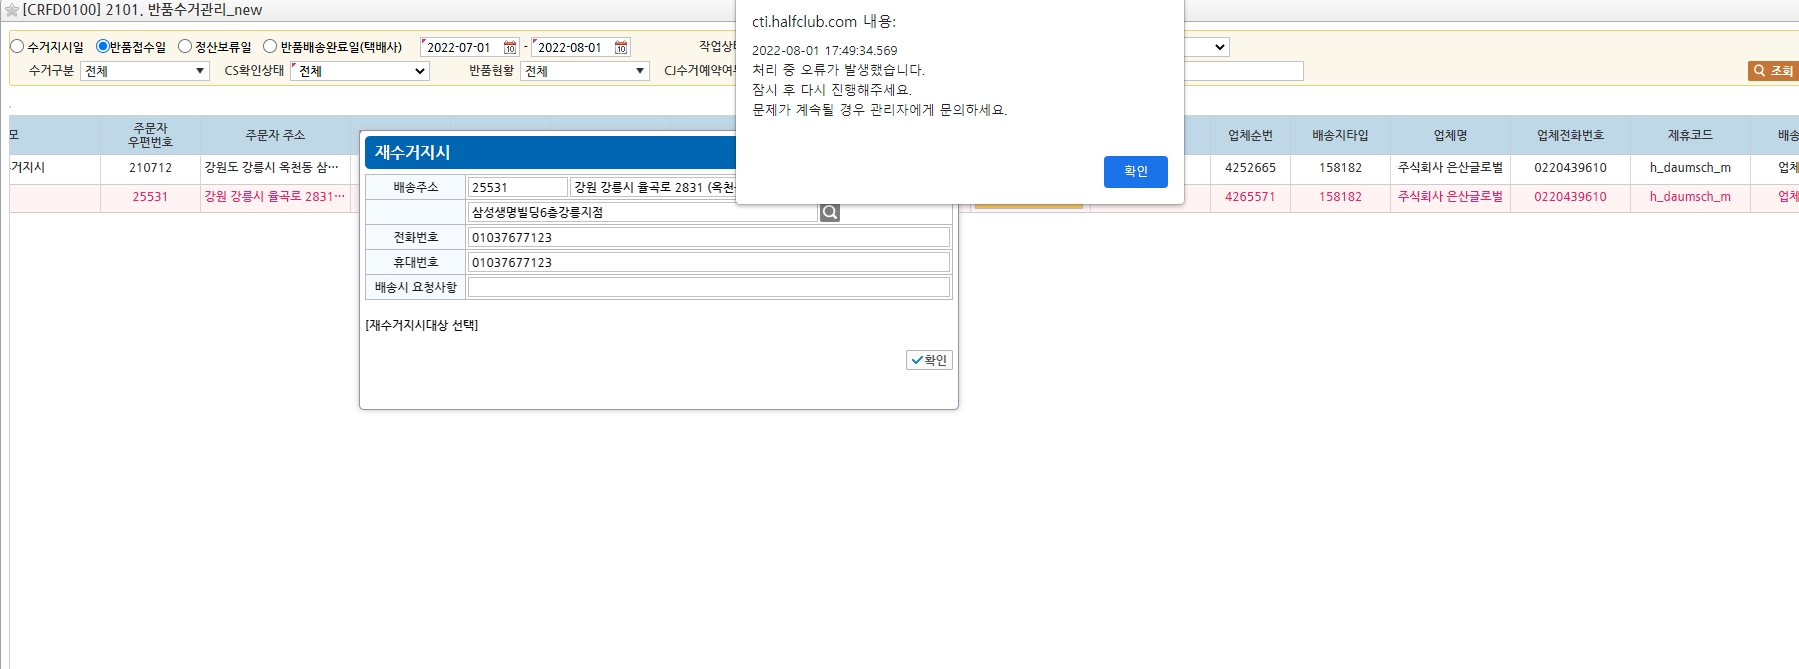 [CRFD0100] 2101. 반품수거관리_new
수거지시일 반품접수일 정산보류일 반품배송완료일(택배사) 2022-07-01 - 2022-08-01 작업상태
수거구분 전체 CS확인상태 전체 반품현황 전체 CJ수거예약여부 조회
cti.halfclub.com 내용:
2022-08-01 17:49:34.569
처리 중 오류가 발생했습니다.
잠시 후 다시 진행해주세요.
문제가 계속될 경우 관리자에게 문의하세요.
확인
모 주문자 우편번호 주문자 주소 업체순번 배송지타입 업체명 업체전화번호 제휴코드 배송
거지시 210712 강원도 강릉시 옥천동 삼… 4252665 158182 주식회사 은산글로벌 0220439610 h_daumsch_m 업체
25531 강원 강릉시 율곡로 2831… 4265571 158182 주식회사 은산글로벌 0220439610 h_daumsch_m 업체
재수거지시
배송주소 25531 강원 강릉시 율곡로 2831 (옥천
삼성생명빌딩6층강릉지점
전화번호 01037677123
휴대번호 01037677123
배송시 요청사항
[재수거지시대상 선택]
확인